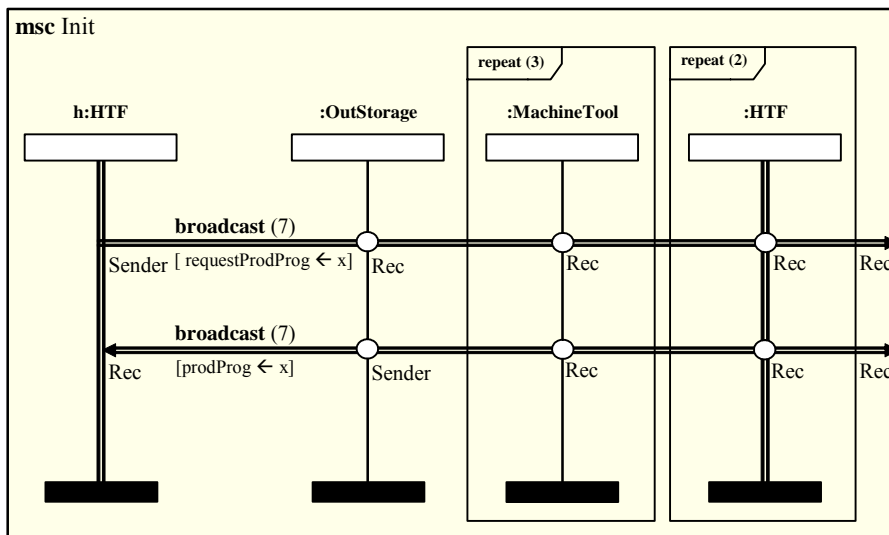 msc Init
repeat (3)
repeat (2)
h:HTF
:OutStorage
:MachineTool
:HTF
broadcast (7)
Sender
[ requestProdProg ← x]
Rec
Rec
Rec
Rec
broadcast (7)
Rec
[prodProg ← x]
Sender
Rec
Rec
Rec